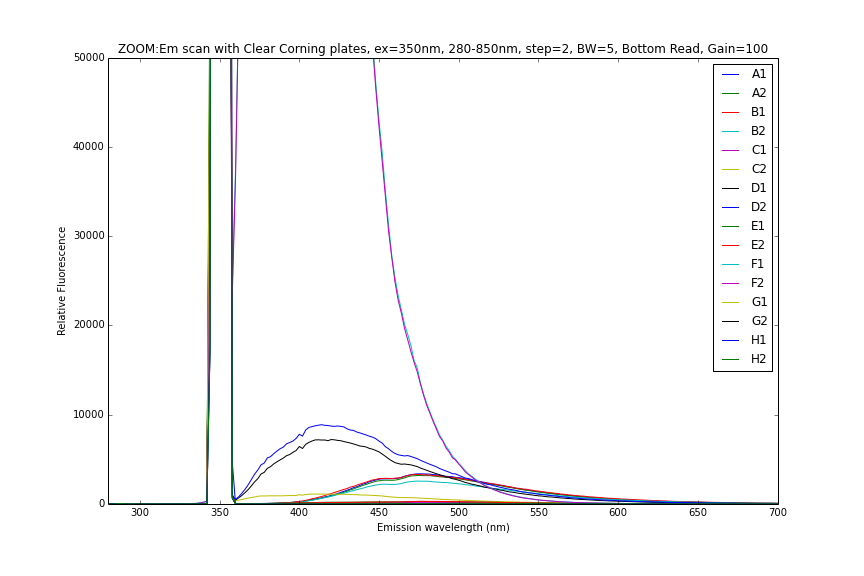 ZOOM:Em scan with Clear Corning plates, ex=350nm, 280-850nm, step=2, BW=5, Bottom Read, Gain=100
50000
40000
30000
20000
10000
0
Relative Fluorescence
300
350
400
450
500
550
600
650
700
Emission wavelength (nm)
A1
A2
B1
B2
C1
C2
D1
D2
E1
E2
F1
F2
G1
G2
H1
H2